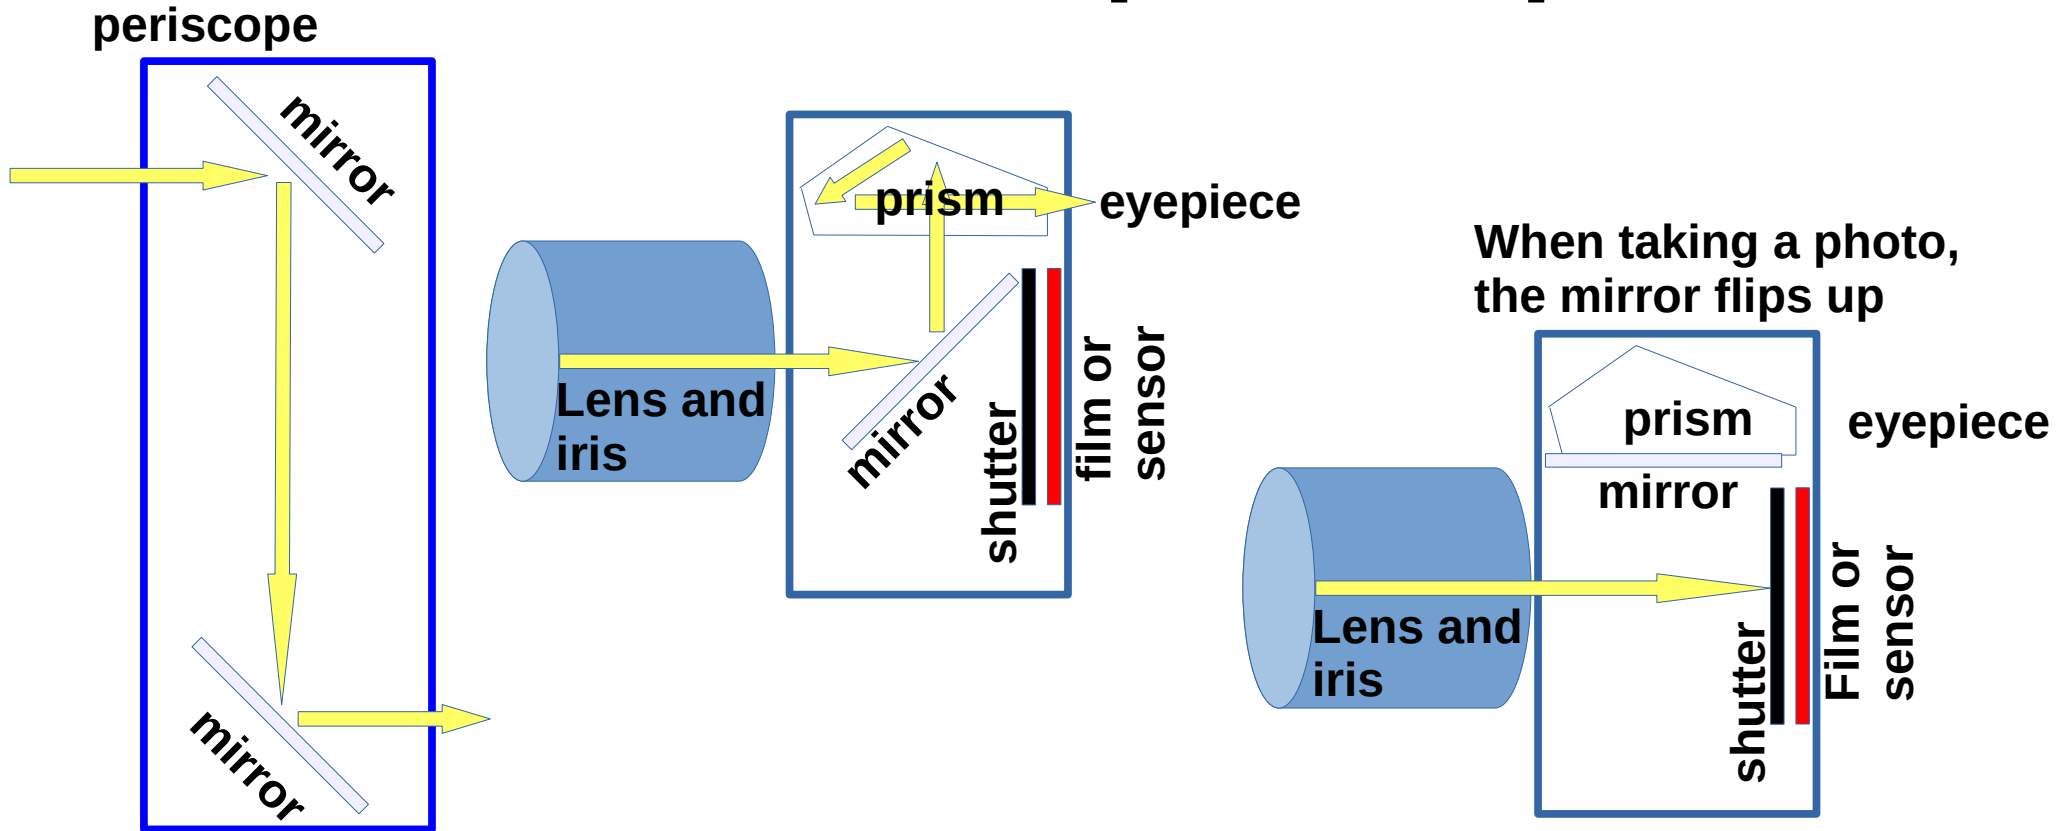 periscope
mirror
mirror
prism
eyepiece
Lens and
iris
mirror
shutter
film or
sensor
When taking a photo,
the mirror flips up
prism
eyepiece
mirror
Lens and
iris
shutter
Film or
sensor